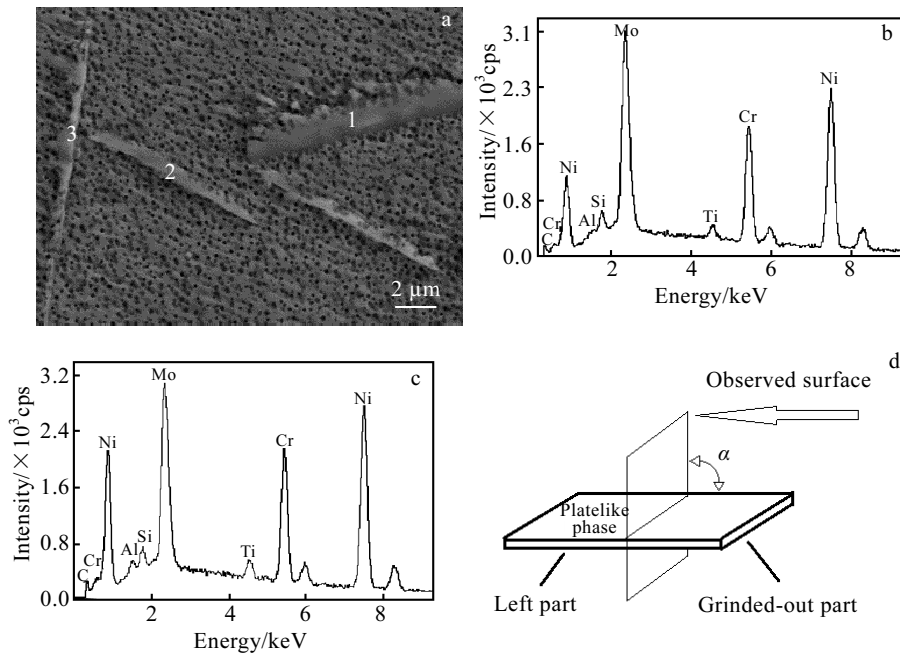 a
1
2
3
2 μm
b
3.1
2.3
1.6
0.8
0.0
Intensity/×10³cps
Mo
Ni
Cr
Ni
Si
Al
Cr
C
Ti
2
4
6
8
Energy/keV
c
3.2
2.4
1.6
0.8
0.0
Intensity/×10³cps
Mo
Ni
Ni
Cr
Si
Al
Cr
C
Ti
2
4
6
8
Energy/keV
d
Observed surface
α
Platelike
phase
Left part
Grinded-out part